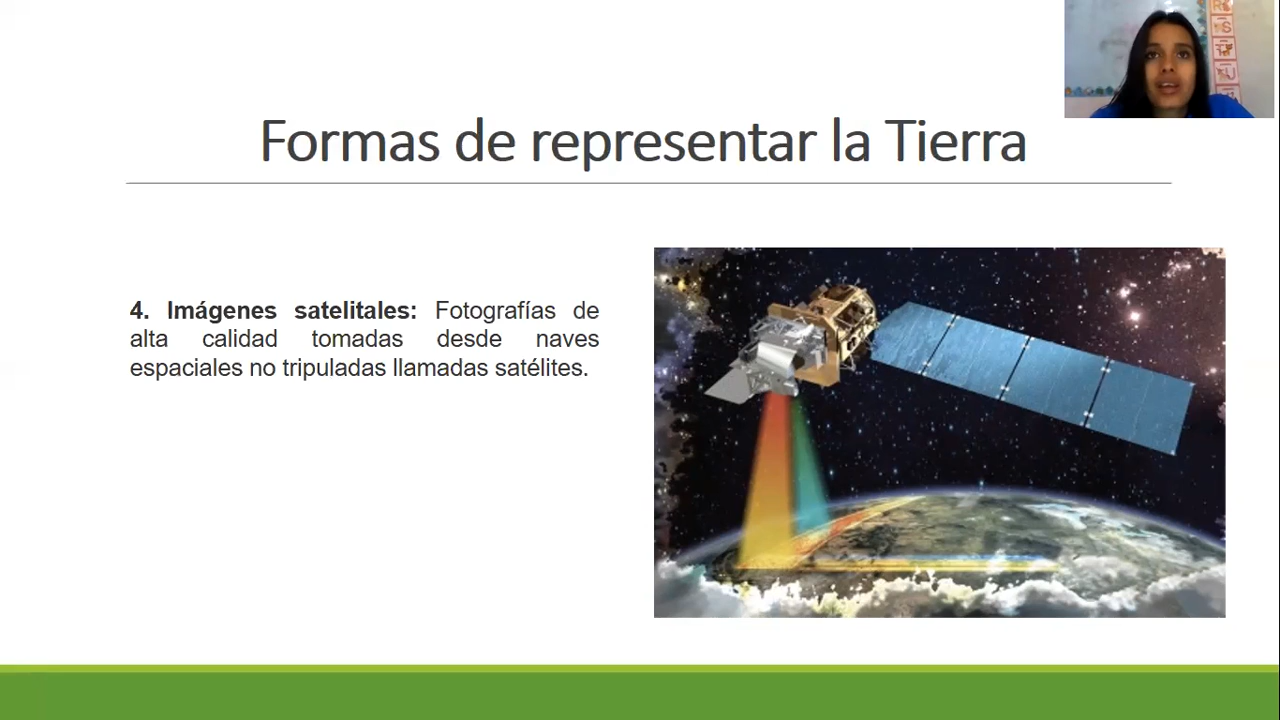 Formas de representar la Tierra
4. Imágenes satelitales: Fotografías de
alta calidad tomadas desde naves
espaciales no tripuladas llamadas satélites.
R
S
U